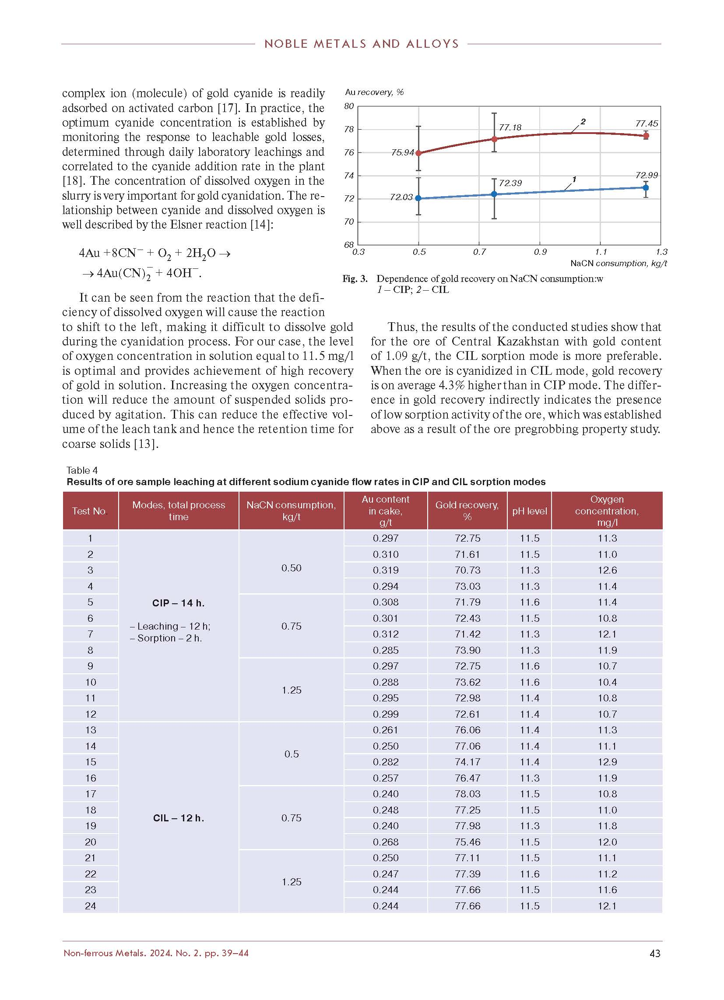 NOBLE METALS AND ALLOYS
complex ion (molecule) of gold cyanide is readily
adsorbed on activated carbon [17]. In practice, the
optimum cyanide concentration is established by
monitoring the response to leachable gold losses,
determined through daily laboratory leachings and
correlated to the cyanide addition rate in the plant
[18]. The concentration of dissolved oxygen in the
slurry is very important for gold cyanidation. The re-
lationship between cyanide and dissolved oxygen is
well described by the Elsner reaction [14]:
4Au +8CN⁻ + O₂ + 2H₂O →
→ 4Au(CN)₂⁻ + 4OH⁻.
It can be seen from the reaction that the defi-
ciency of dissolved oxygen will cause the reaction
to shift to the left, making it difficult to dissolve gold
during the cyanidation process. For our case, the level
of oxygen concentration in solution equal to 11.5 mg/l
is optimal and provides achievement of high recovery
of gold in solution. Increasing the oxygen concentra-
tion will reduce the amount of suspended solids pro-
duced by agitation. This can reduce the effective vol-
ume of the leach tank and hence the retention time for
coarse solids [13].
Au recovery, %
80
78
76
74
72
70
68
75.94
77.18
2
77.45
72.03
72.39
1
72.99
0.3 0.5 0.7 0.9 1.1 1.3
NaCN consumption, kg/t
Fig. 3. Dependence of gold recovery on NaCN consumption:w
1 – CIP; 2 – CIL
Thus, the results of the conducted studies show that
for the ore of Central Kazakhstan with gold content
of 1.09 g/t, the CIL sorption mode is more preferable.
When the ore is cyanidized in CIL mode, gold recovery
is on average 4.3% higher than in CIP mode. The differ-
ence in gold recovery indirectly indicates the presence
of low sorption activity of the ore, which was established
above as a result of the ore pregrobbing property study.
Table 4
Results of ore sample leaching at different sodium cyanide flow rates in CIP and CIL sorption modes
Test No.
Modes, total process
time
NaCN consumption,
kg/t
Au content
in cake,
g/t
Gold recovery,
%
pH level
Oxygen
concentration,
mg/l
1 0.297 72.75 11.5 11.3
2 0.310 71.61 11.5 11.0
0.50
3 0.319 70.73 11.3 12.6
4 0.294 73.03 11.3 11.4
5 CIP – 14 h. 0.308 71.79 11.6 11.4
6 0.301 72.43 11.5 10.8
– Leaching – 12 h; 0.75
7 0.312 71.42 11.3 12.1
– Sorption – 2 h.
8 0.285 73.90 11.3 11.9
9 0.297 72.75 11.6 10.7
10 0.288 73.62 11.6 10.4
1.25
11 0.295 72.98 11.4 10.8
12 0.299 72.61 11.4 10.7
13 0.261 76.06 11.4 11.3
14 0.250 77.06 11.4 11.1
0.5
15 0.282 74.17 11.4 12.9
16 0.257 76.47 11.3 11.9
17 0.240 78.03 11.5 10.8
18 0.248 77.25 11.5 11.0
CIL – 12 h. 0.75
19 0.240 77.98 11.3 11.8
20 0.268 75.46 11.5 12.0
21 0.250 77.11 11.5 11.1
22 0.247 77.39 11.6 11.2
1.25
23 0.244 77.66 11.5 11.6
24 0.244 77.66 11.5 12.1
Non-ferrous Metals. 2024. No. 2. pp. 39–44
43